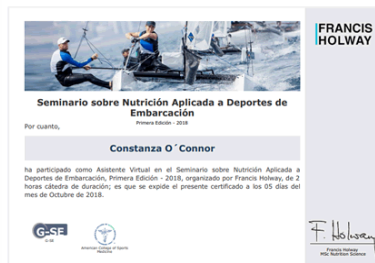 FRANCIS
HOLWAY
Seminario sobre Nutrición Aplicada a Deportes de
Embarcación
Primera Edición - 2018
Por cuanto,
Constanza O´Connor
ha participado como Asistente Virtual en el Seminario sobre Nutrición Aplicada a
Deportes de Embarcación, Primera Edición - 2018, organizado por Francis Holway, de 2
horas cátedra de duración; es que se expide el presente certificado a los 05 días del
mes de Octubre de 2018.
G-SE
G-SE
American College of Sports
Medicine
F. Holway
Francis Holway
MSc Nutrition Science